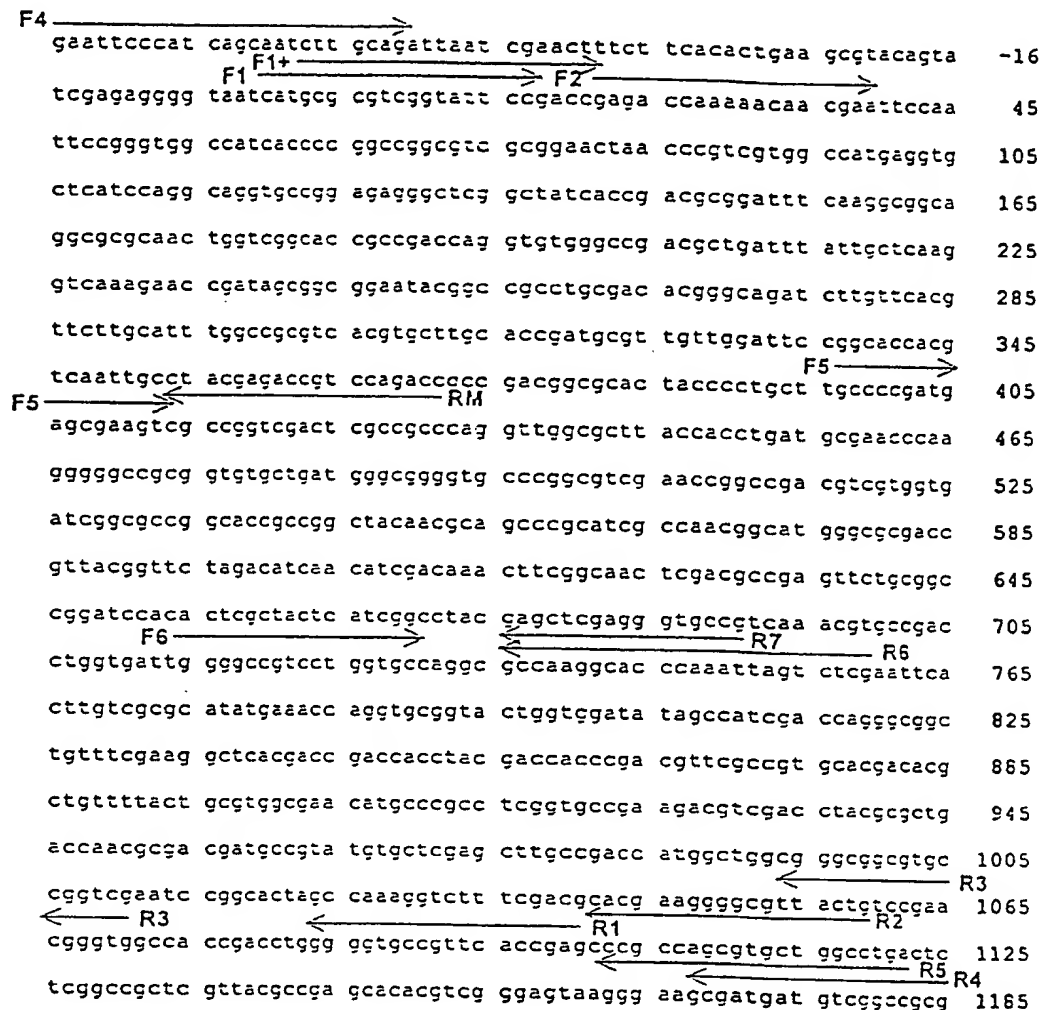 F4
gaattcccat cagcaatctt gcagattaat cgaactttct tcacactgaa gcgtacagta -16
F1+
F1 F2
tcgagagggg taatcatgcg cgtcggtatt ccgaccgaga ccaaaaacaa cgaattccaa 45
ttccgggtgg ccatcacccc ggccggcgtc gcggaactaa cccgtcgtgg ccatgaggtg 105
ctcatccagg caggtgccgg agagggctcg gctatcaccg acgcggattt caaggcggca 165
ggcgcgcaac tggtcggcac cgccgaccag gtgtgggccg acgctgattt attgctcaag 225
gtcaaagaac cgatagcggc ggaatacggc cgcctgcgac acgggcagat cttgttcacg 285
ttcttgcatt tggccgcgtc acgtgcttgc accgatgcgt tgttggattc cggcaccacg 345
F5
tcaattgcct acgagaccgt ccagaccgcc gacggcgcac tacccctgct tgccccgatg 405
F5 RM
agcgaagtcg ccggtcgact cgccgcccag gttggcgctt accacctgat gcgaacccaa 465
gggggccgcg gtgtgctgat gggcggggtg cccggcgtcg aaccggccga cgtcgtggtg 525
atcggcgccg gcaccgccgg ctacaacgca gcccgcatcg ccaacggcat gggcgcgacc 585
gttacggttc tagacatcaa catcgacaaa cttcggcaac tcgacgccga gttctgcggc 645
cggatccaca ctcgctactc atcggcctac cagctcgagg gtgccgtcaa acgtgccgac 705
F6 R7
R6
ctggtgattg gggccgtcct ggtgccaggc gccaaggcac ccaaattagt ctcgaattca 765
cttgtcgcgc atatgaaacc aggtgcggta ctggtcgata tagccatcga ccagggcggc 825
tgtttcgaag gctcacgacc gaccacctac gaccacccga cgttcgccgt gcacgacacg 885
ctgttttact gcgtggcgaa catgcccgcc tcggtgccga agacgtcgac ctacgcgctg 945
accaacgcga cgatgccgta tgtgctcgag cttgccgacc atggctggcg ggcggcgtgc 1005
R3
cggtcgaatc cggcactagc caaaggtctt tcgacgcacg aaggggcgtt actgtccgaa 1065
R3 R1 R2
cgggtggcca ccgacctggg ggtgccgttc accgagcccg ccagcgtgct ggcctgactc 1125
R5
R4
tcggccgctc gttacgccga gcacacgtcg ggagtaaggg aagcgatgat gtcggccgcg 1185